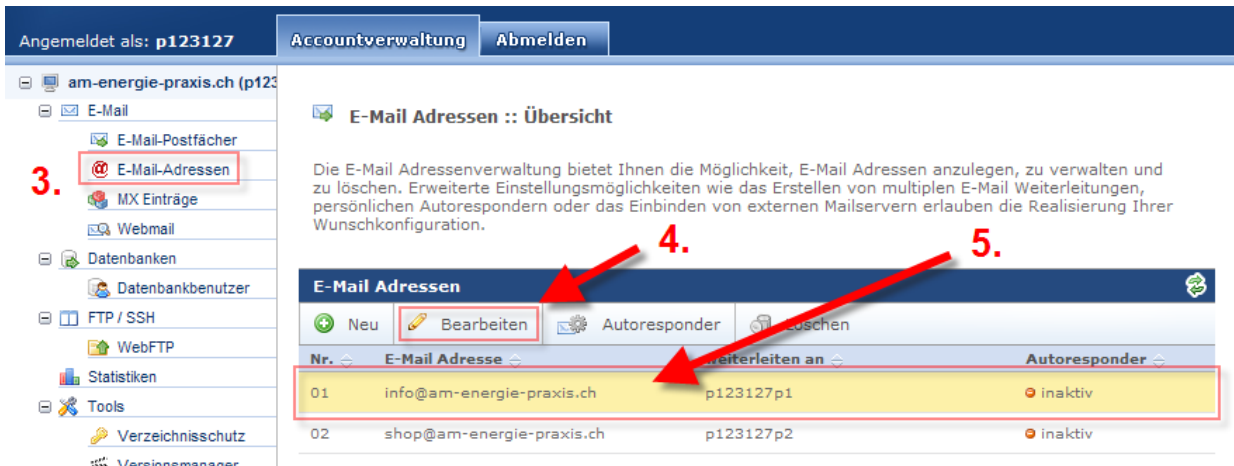 Angemeldet als: p123127
Accountverwaltung
Abmelden
am-energie-praxis.ch (p123
E-Mail
E-Mail-Postfächer
3.
E-Mail-Adressen
MX Einträge
Webmail
Datenbanken
Datenbankbenutzer
FTP / SSH
WebFTP
Statistiken
Tools
Verzeichnisschutz
Versionsmanager
E-Mail Adressen :: Übersicht
Die E-Mail Adressenverwaltung bietet Ihnen die Möglichkeit, E-Mail Adressen anzulegen, zu verwalten und
zu löschen. Erweiterte Einstellungsmöglichkeiten wie das Erstellen von multiplen E-Mail Weiterleitungen,
persönlichen Autorespondern oder das Einbinden von externen Mailservern erlauben die Realisierung Ihrer
Wunschkonfiguration.
4.
5.
E-Mail Adressen
Neu
Bearbeiten
Autoresponder
Löschen
Nr. E-Mail Adresse Weiterleiten an Autoresponder
01 info@am-energie-praxis.ch p123127p1 inaktiv
02 shop@am-energie-praxis.ch p123127p2 inaktiv